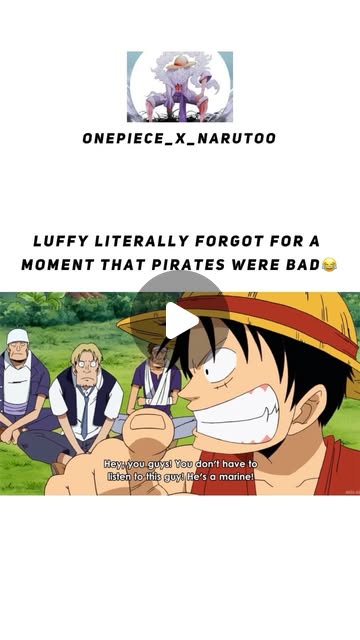 ONEPIECE_X_NARUTOO
LUFFY LITERALLY FORGOT FOR A
MOMENT THAT PIRATES WERE BAD😂
Hey, you guys! You don't have to
listen to this guy! He's a marine!